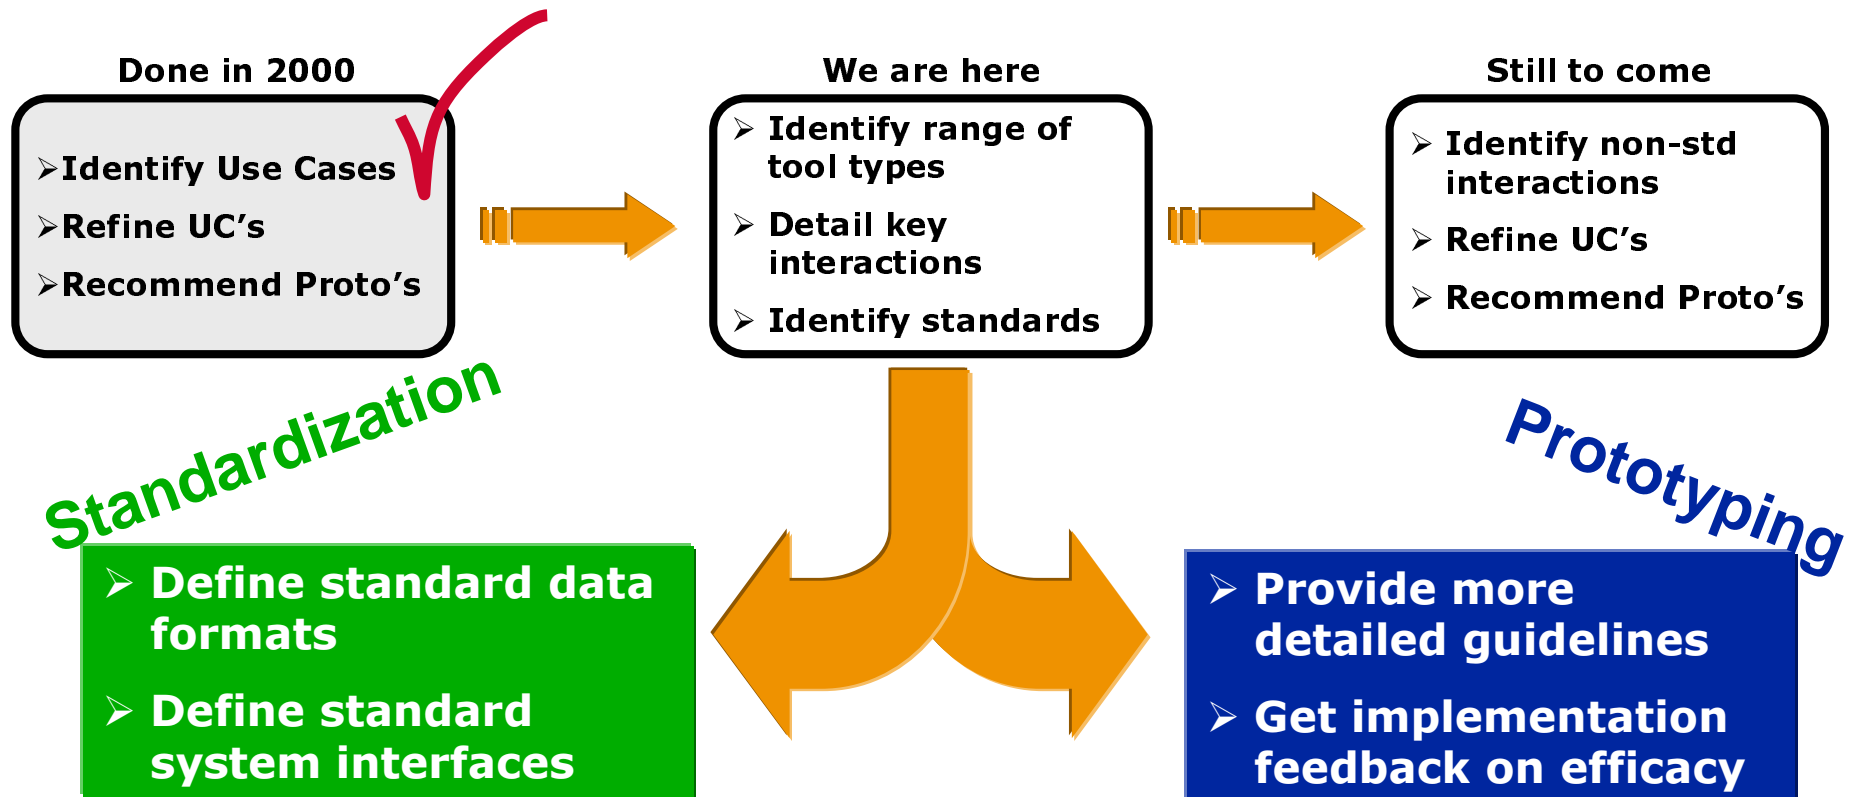 Done in 2000
➢Identify Use Cases
➢Refine UC’s
➢Recommend Proto’s
We are here
➢ Identify range of
tool types
➢ Detail key
interactions
➢ Identify standards
Still to come
➢ Identify non-std
interactions
➢ Refine UC’s
➢ Recommend Proto’s
Standardization
➢ Define standard data
formats
➢ Define standard
system interfaces
Prototyping
➢ Provide more
detailed guidelines
➢ Get implementation
feedback on efficacy